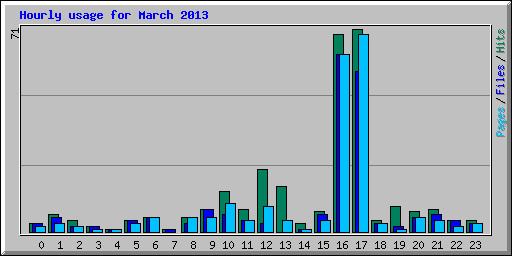 Hourly usage for March 2013
71
Pages / Files / Hits
0 1 2 3 4 5 6 7 8 9 10 11 12 13 14 15 16 17 18 19 20 21 22 23